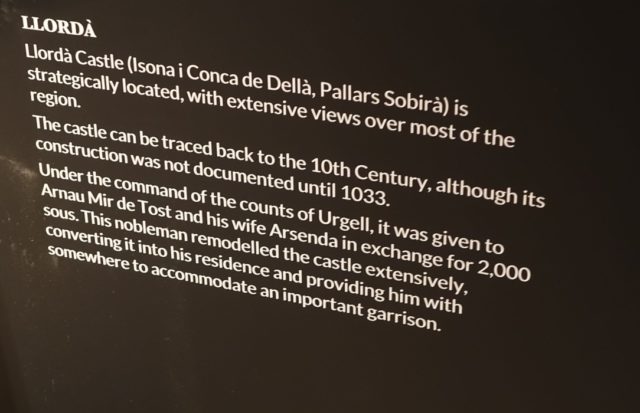 LLORDÀ
Llordà Castle (Isona i Conca de Dellà, Pallars Sobirà) is
strategically located, with extensive views over most of the
region.
The castle can be traced back to the 10th Century, although its
construction was not documented until 1033.
Under the command of the counts of Urgell, it was given to
Arnau Mir de Tost and his wife Arsenda in exchange for 2,000
sous. This nobleman remodelled the castle extensively,
converting it into his residence and providing him with
somewhere to accommodate an important garrison.